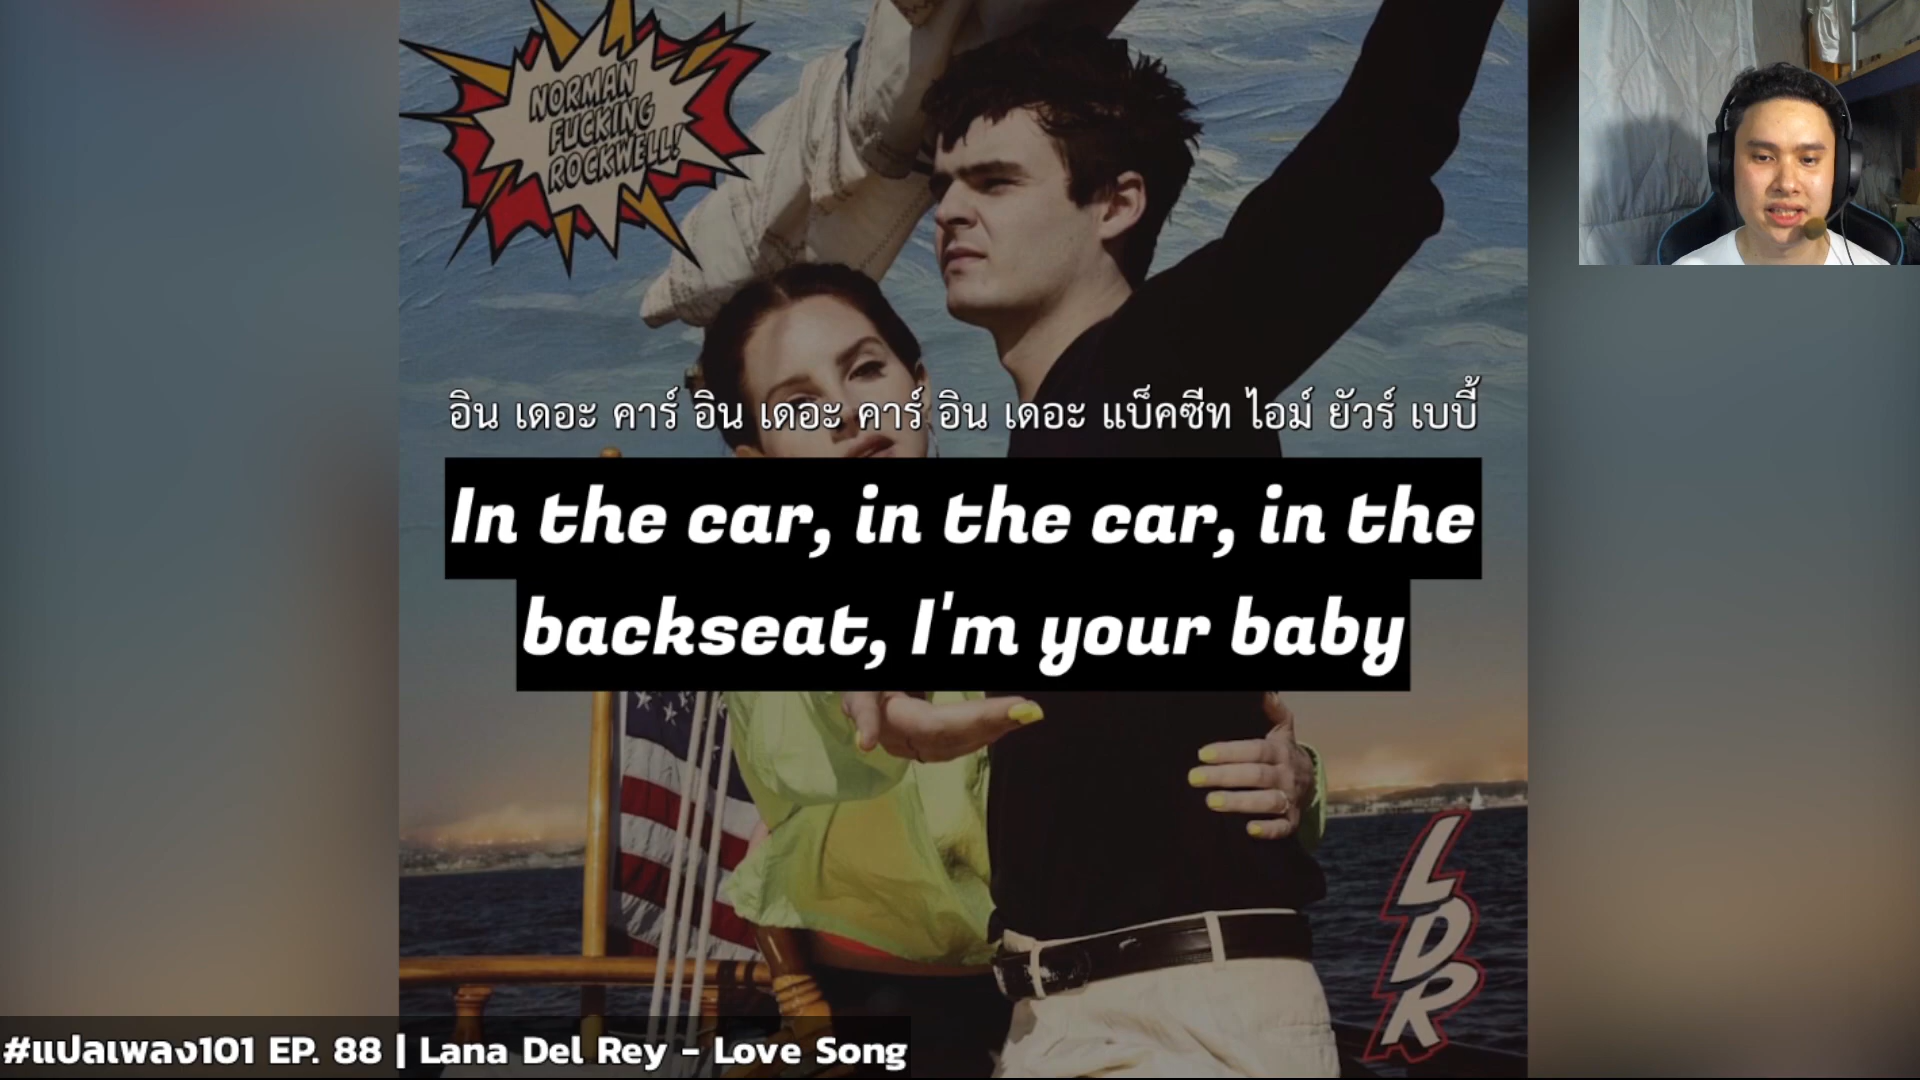 NORMAN
FUCKING
ROCKWELL!
อิน เดอะ คาร์ อิน เดอะ คาร์ อิน เดอะ แบ็คซีท ไอม์ ยัวร์ เบบี้
In the car, in the car, in the
backseat, I'm your baby
LDR
#แปลเพลง101 EP. 88 | Lana Del Rey - Love Song